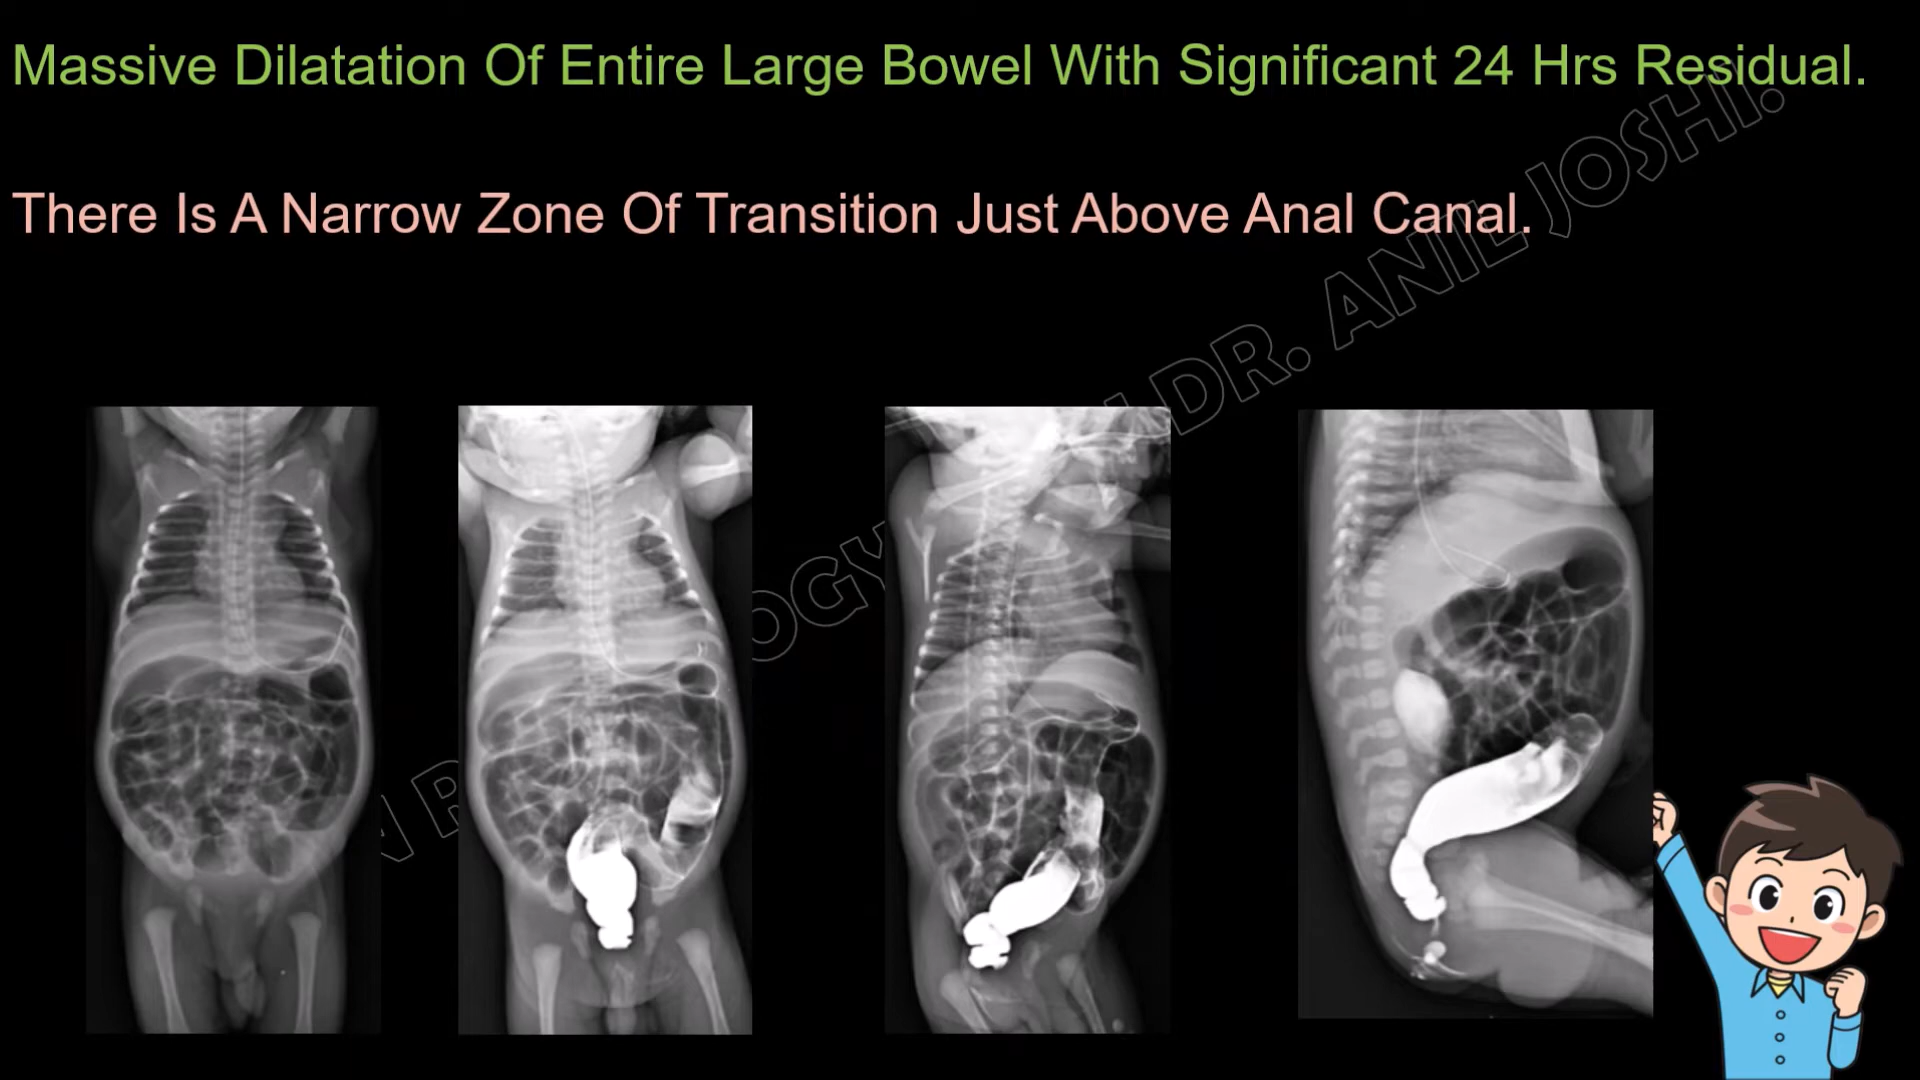 Massive Dilatation Of Entire Large Bowel With Significant 24 Hrs Residual.
There Is A Narrow Zone Of Transition Just Above Anal Canal.
DR. ANIL JOSHI.